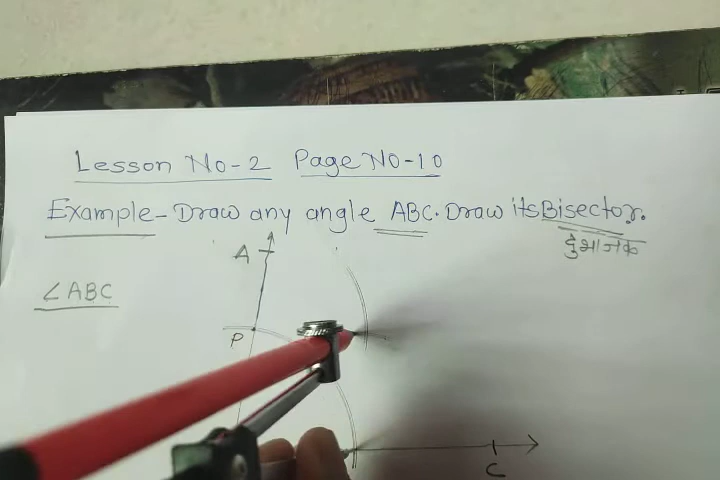 Lesson No-2 Page NO-10
Example - Draw any angle ABC. Draw its Bisector.
दुभाजक
A
∠ABC
P
C